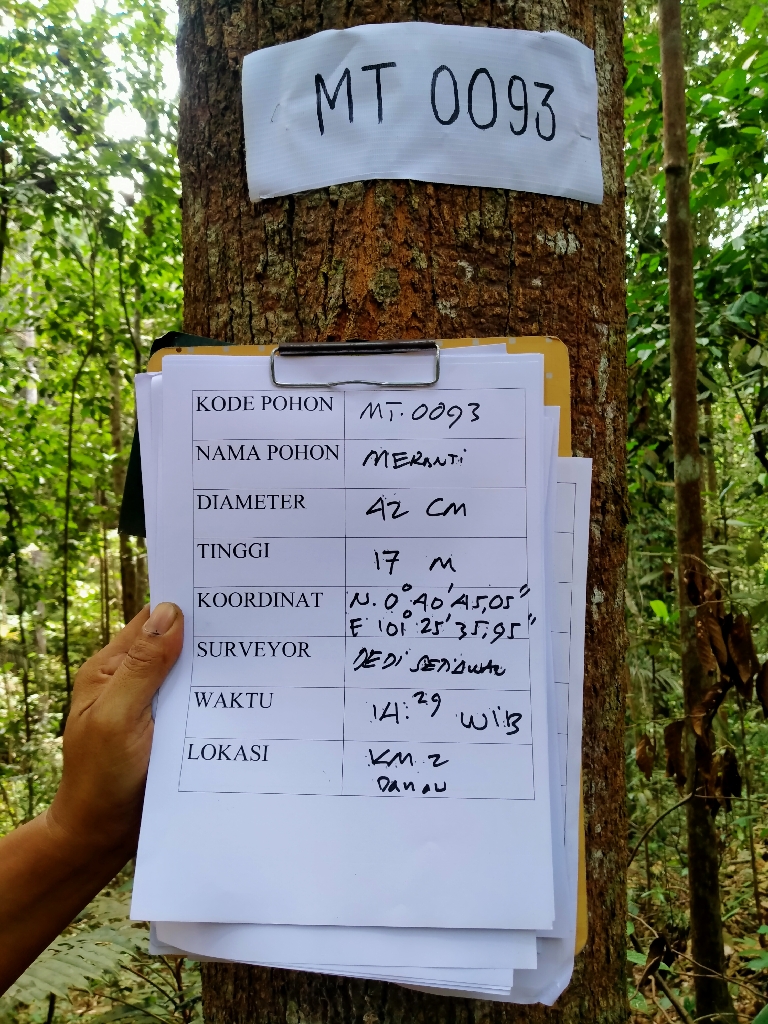 MT 0093
KODE POHON MT.0093
NAMA POHON MERANTI
DIAMETER 42 CM
TINGGI 17 M
KOORDINAT N. 0° 40' 45,05"
E 101° 25' 35,95"
SURVEYOR DEDI SETIAWAN
WAKTU 14:29 WIB
LOKASI KM 2
Danau